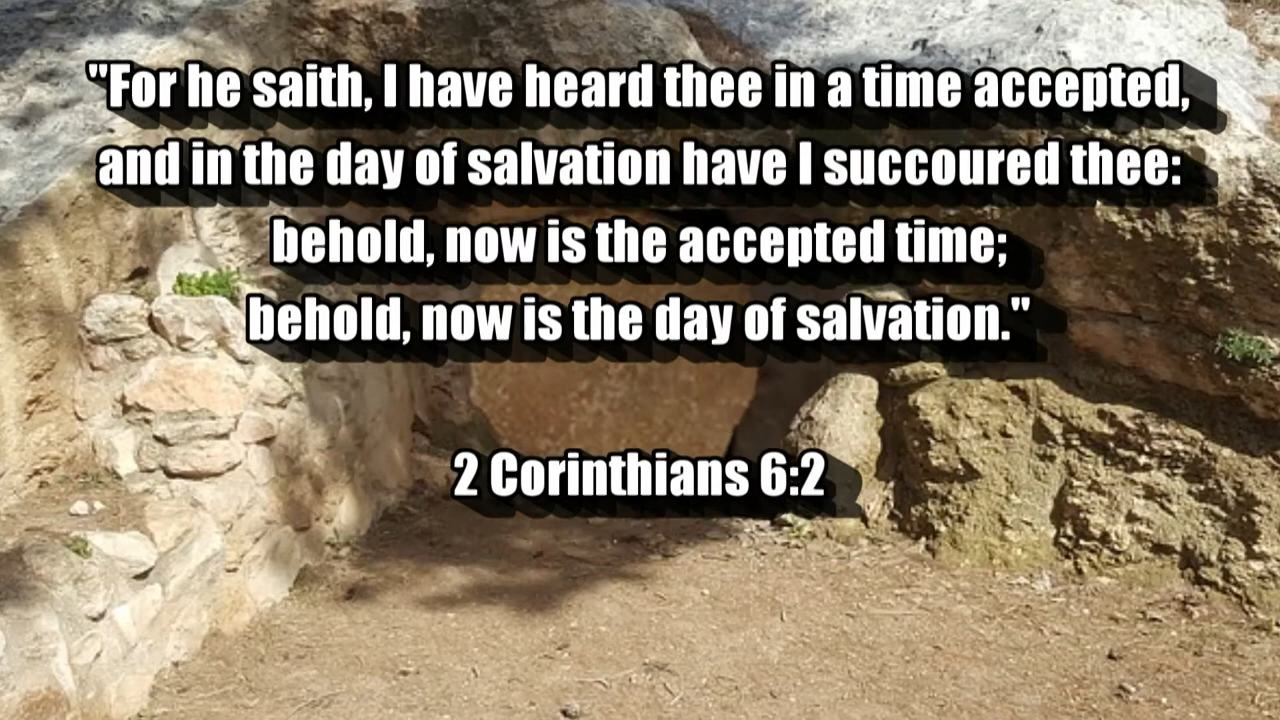 "For he saith, I have heard thee in a time accepted,
and in the day of salvation have I succoured thee:
behold, now is the accepted time;
behold, now is the day of salvation."
2 Corinthians 6:2